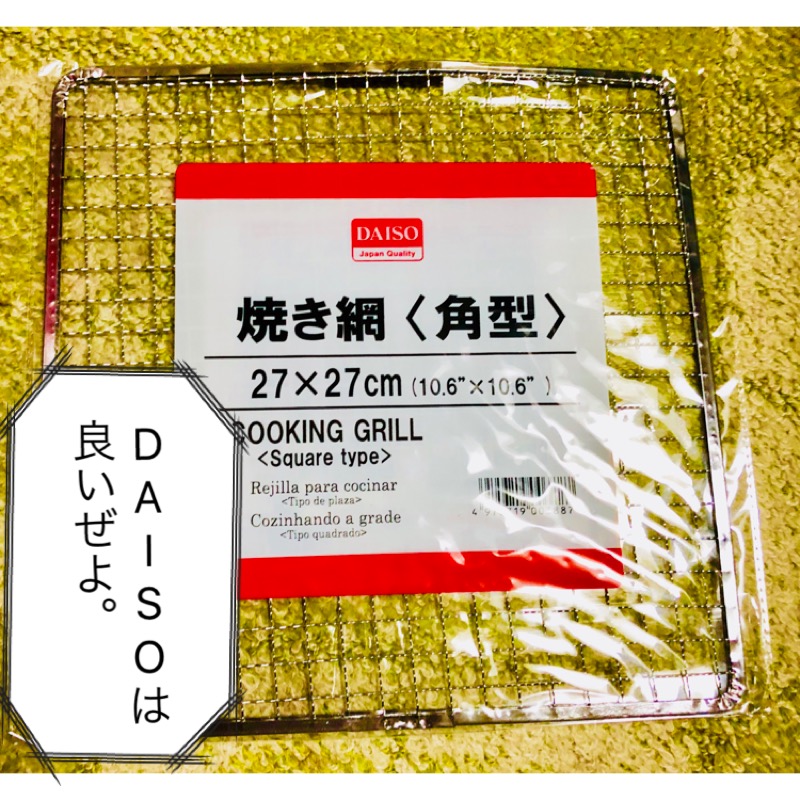 DAISO
Japan Quality
焼き網〈角型〉
27×27cm (10.6”×10.6”)
COOKING GRILL
<Square type>
Rejilla para cocinar
<Tipo de plaza>
Cozinhando a grade
<Tipo quadrado>
DAISOは
良いぜよ。